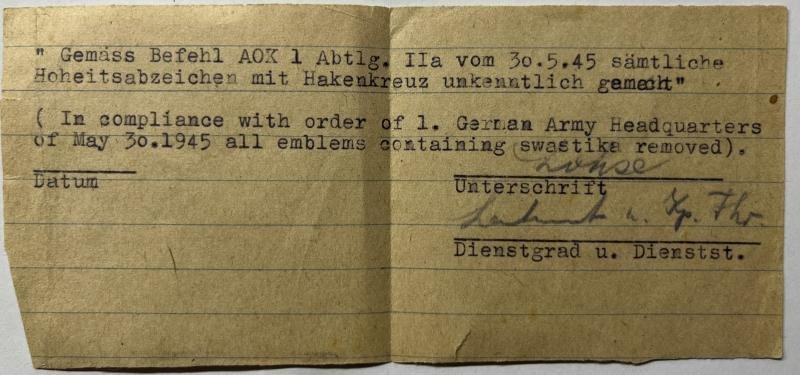 " Gemäss Befehl AOK 1 Abtlg. IIa vom 30.5.45 sämtliche
Hoheitsabzeichen mit Hakenkreuz unkenntlich gemacht"
( In compliance with order of 1. German Army Headquarters
of May 30.1945 all emblems containing swastika removed).
Datum
Unterschrift
u. Kp. Fhr.
Dienstgrad u. Dienstst.